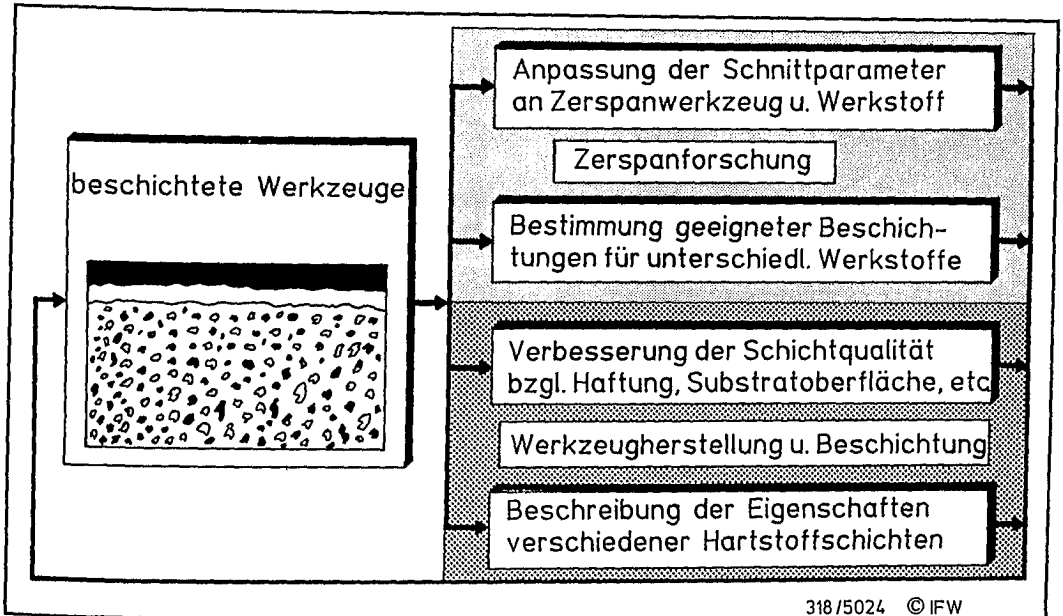 beschichtete Werkzeuge
Anpassung der Schnittparameter
an Zerspanwerkzeug u. Werkstoff
Zerspanforschung
Bestimmung geeigneter Beschich-
tungen für unterschiedl. Werkstoffe
Verbesserung der Schichtqualität
bzgl. Haftung, Substratoberfläche, etc
Werkzeugherstellung u. Beschichtung
Beschreibung der Eigenschaften
verschiedener Hartstoffschichten
318/5024 © IFW